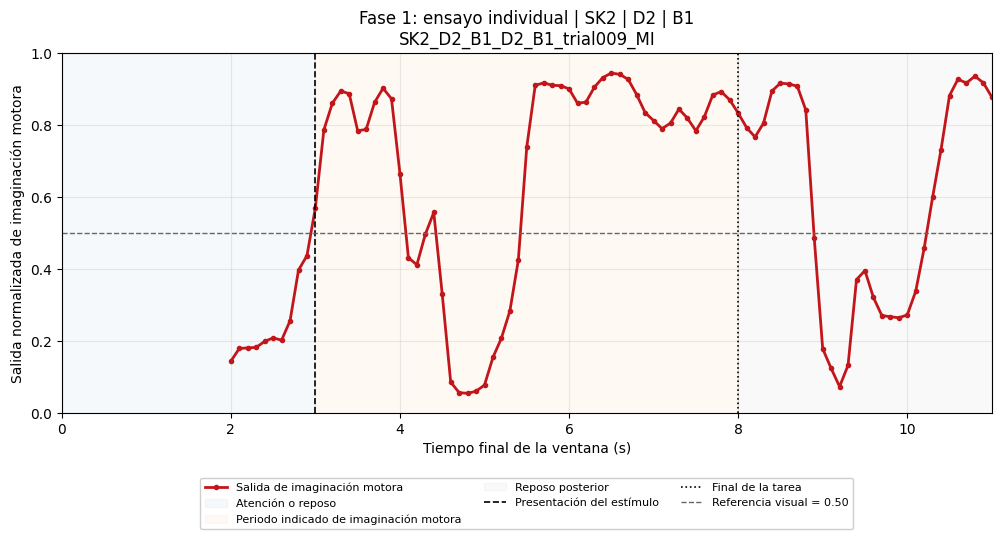 Fase 1: ensayo individual | SK2 | D2 | B1
SK2_D2_B1_D2_B1_trial009_MI
Salida normalizada de imaginación motora
1.0
0.8
0.6
0.4
0.2
0.0
0 2 4 6 8 10
Tiempo final de la ventana (s)
Salida de imaginación motora
Atención o reposo
Periodo indicado de imaginación motora
Reposo posterior
Presentación del estímulo
Final de la tarea
Referencia visual = 0.50